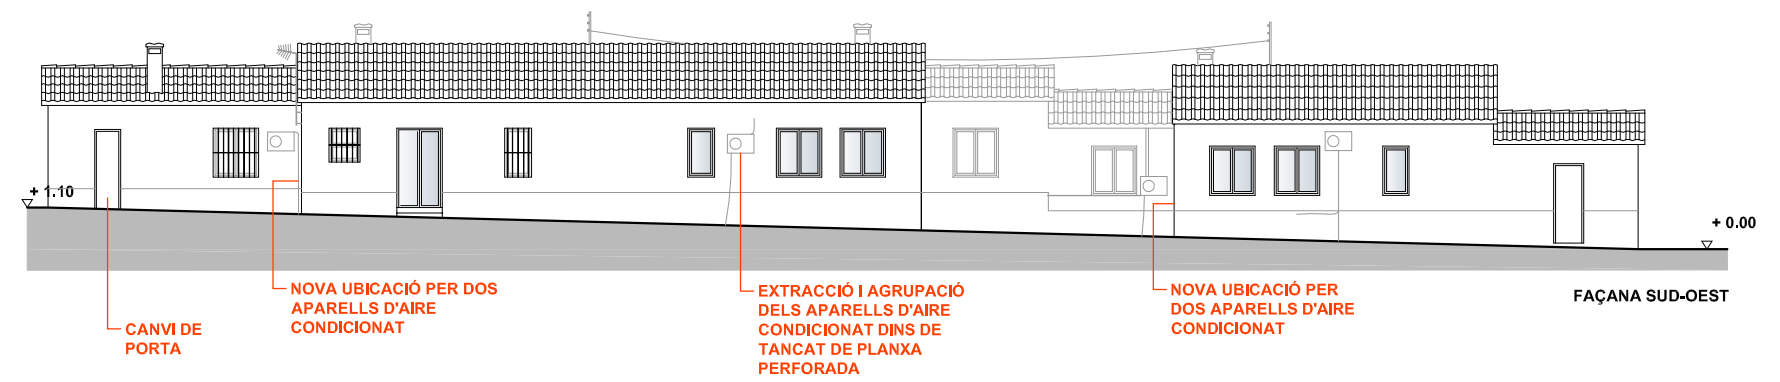 + 1.10
+ 0.00
NOVA UBICACIÓ PER DOS
APARELLS D'AIRE
CONDICIONAT
CANVI DE
PORTA
EXTRACCIÓ I AGRUPACIÓ
DELS APARELLS D'AIRE
CONDICIONAT DINS DE
TANCAT DE PLANXA
PERFORADA
NOVA UBICACIÓ PER
DOS APARELLS D'AIRE
CONDICIONAT
FAÇANA SUD-OEST